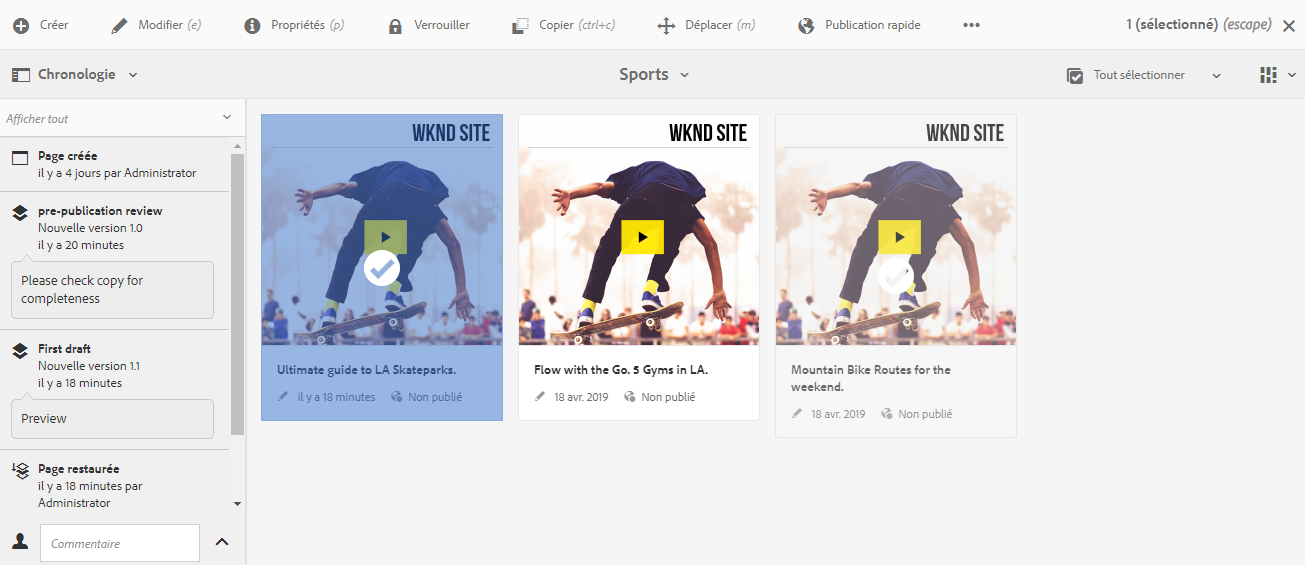 Créer Modifier (e) Propriétés (p) Verrouiller Copier (ctrl+c) Déplacer (m) Publication rapide ••• 1 (sélectionné) (escape)
Chronologie Sports Tout sélectionner
Afficher tout
Page créée
il y a 4 jours par Administrator
pre-publication review
Nouvelle version 1.0
il y a 20 minutes
Please check copy for
completeness
First draft
Nouvelle version 1.1
il y a 18 minutes
Preview
Page restaurée
il y a 18 minutes par
Administrator
Commentaire
WKND SITE
Ultimate guide to LA Skateparks.
il y a 18 minutes Non publié
WKND SITE
Flow with the Go. 5 Gyms in LA.
18 avr. 2019 Non publié
WKND SITE
Mountain Bike Routes for the
weekend.
18 avr. 2019 Non publié